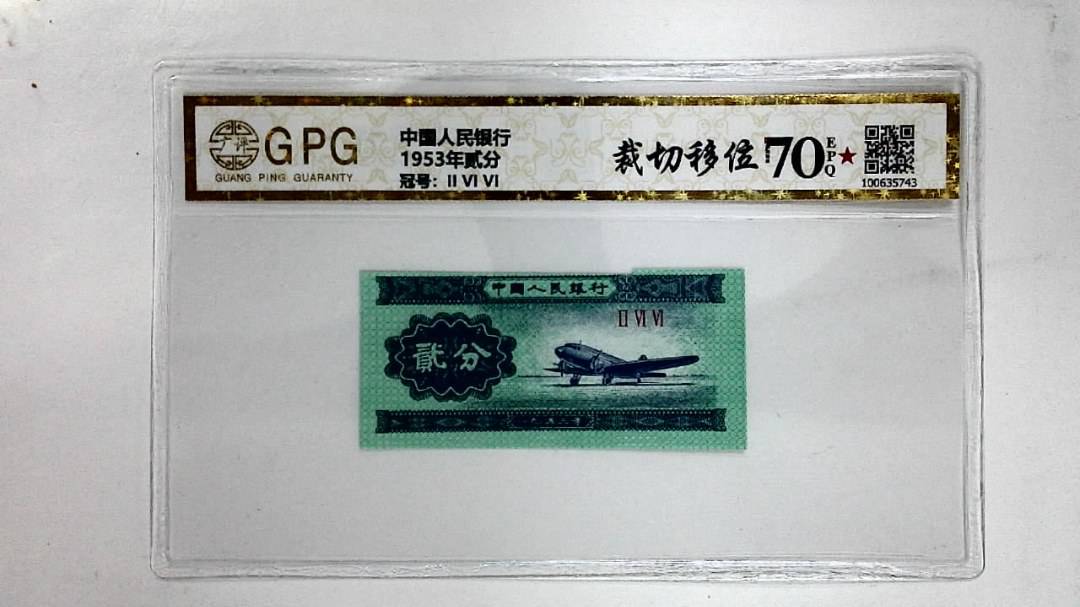 广评
GPG
GUANG PING GUARANTY
中国人民银行
1953年贰分
冠号：II VI VI
裁切移位
70
EPQ
★
100635743
中國人民銀行
II VI VI
貳分